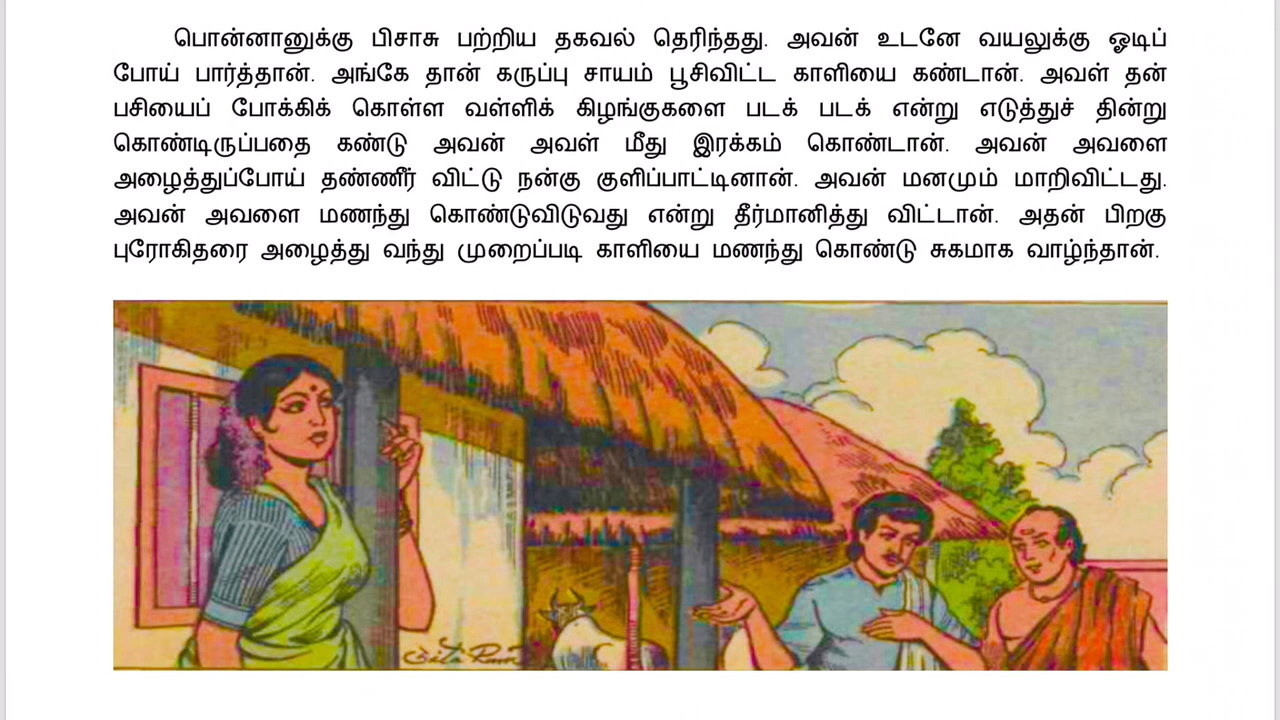 பொன்னானுக்கு பிசாசு பற்றிய தகவல் தெரிந்தது. அவன் உடனே வயலுக்கு ஓடிப்
போய் பார்த்தான். அங்கே தான் கருப்பு சாயம் பூசிவிட்ட காளியை கண்டான். அவள் தன்
பசியைப் போக்கிக் கொள்ள வள்ளிக் கிழங்குகளை படக் படக் என்று எடுத்துச் தின்று
கொண்டிருப்பதை கண்டு அவன் அவள் மீது இரக்கம் கொண்டான். அவன் அவளை
அழைத்துப்போய் தண்ணீர் விட்டு நன்கு குளிப்பாட்டினான். அவன் மனமும் மாறிவிட்டது.
அவன் அவளை மணந்து கொண்டுவிடுவது என்று தீர்மானித்து விட்டான். அதன் பிறகு
புரோகிதரை அழைத்து வந்து முறைப்படி காளியை மணந்து கொண்டு சுகமாக வாழ்ந்தான்.